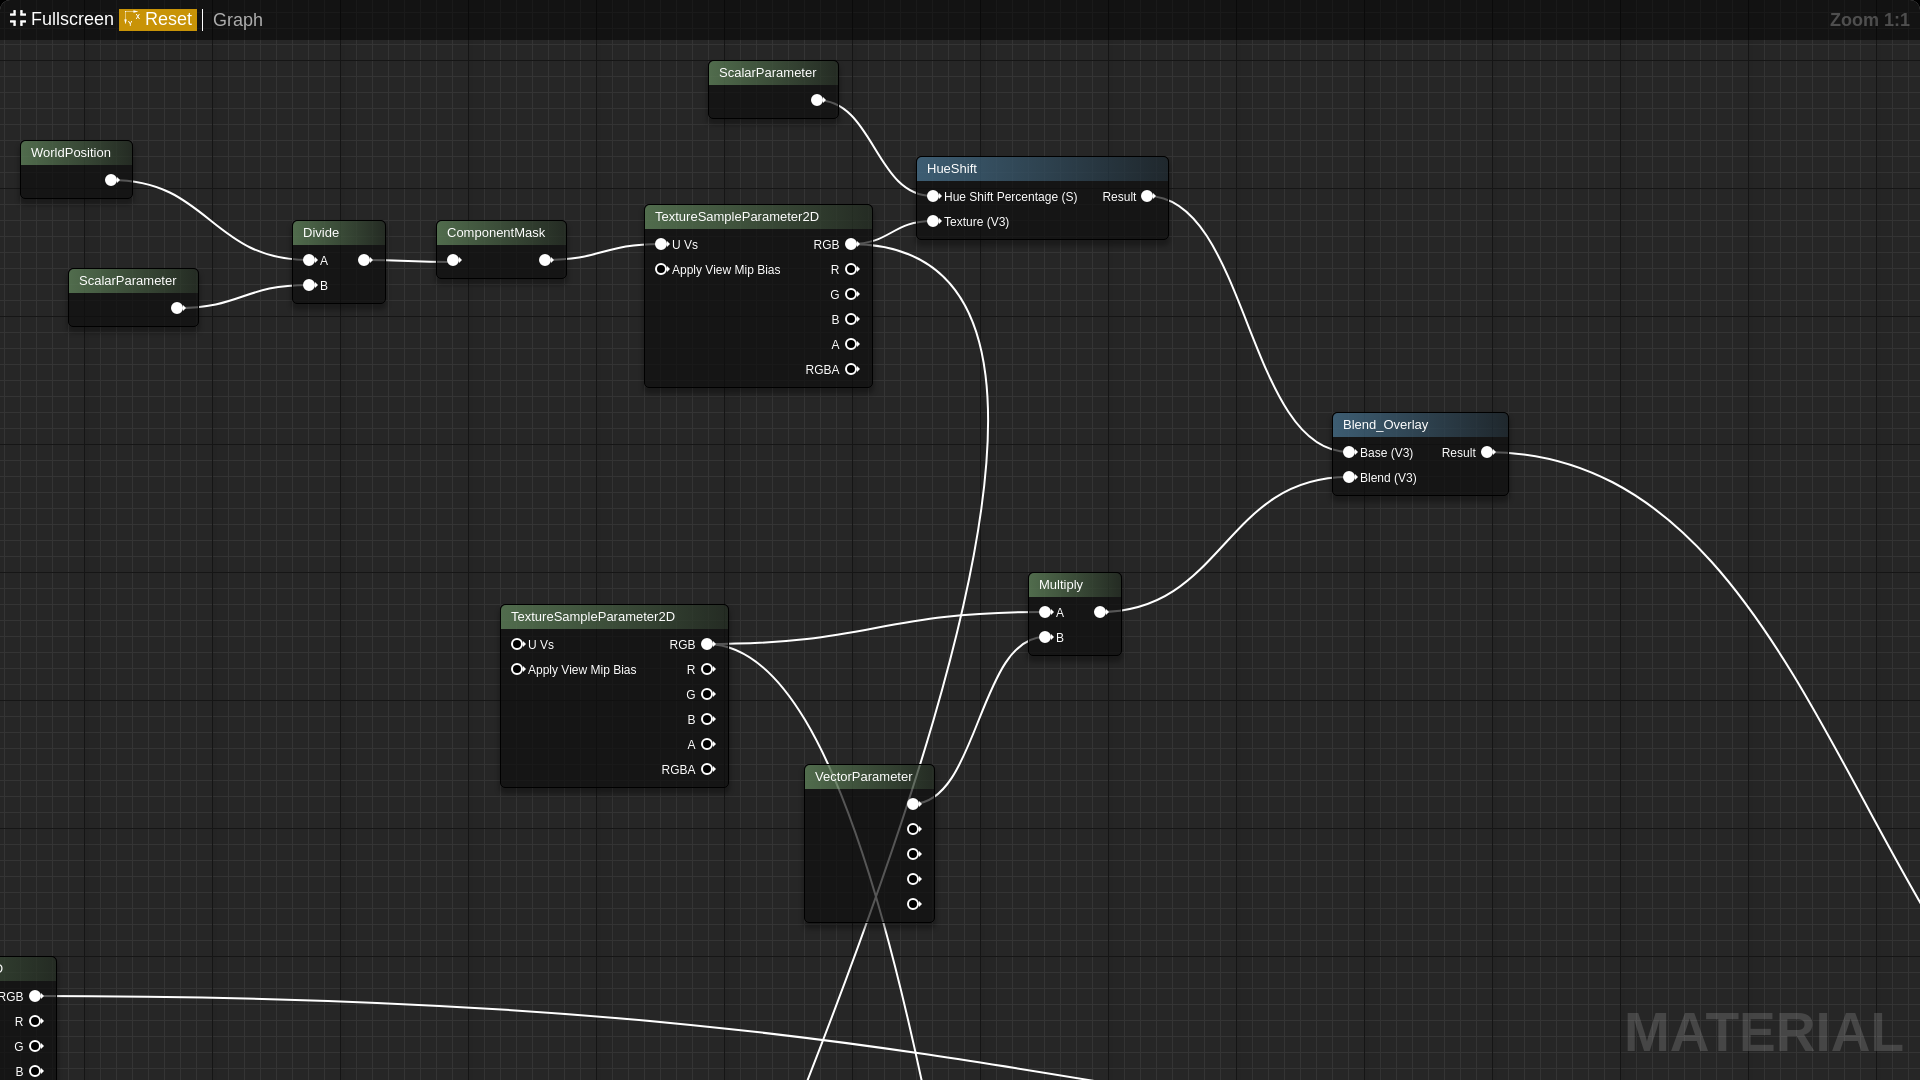 Fullscreen Reset Graph
Zoom 1:1
ScalarParameter
WorldPosition
HueShift
Hue Shift Percentage (S) Result
Texture (V3)
TextureSampleParameter2D
U Vs RGB
Apply View Mip Bias R
G
B
A
RGBA
Divide
A
B
ComponentMask
ScalarParameter
Blend_Overlay
Base (V3) Result
Blend (V3)
Multiply
A
B
TextureSampleParameter2D
U Vs RGB
Apply View Mip Bias R
G
B
A
RGBA
VectorParameter
D
RGB
R
G
B
MATERIAL